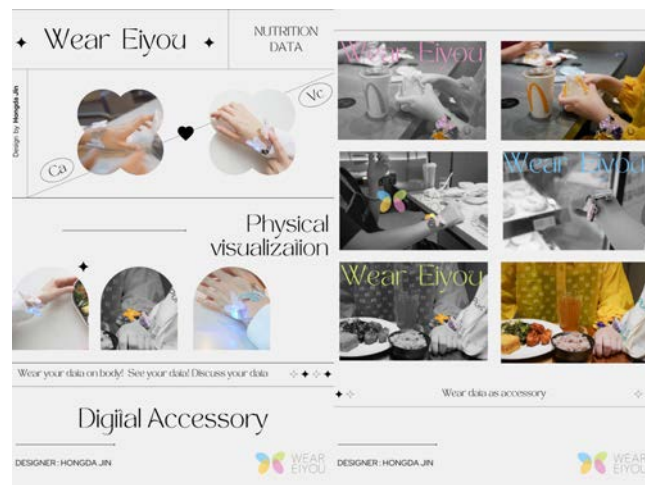 Wear Eiyou
NUTRITION
DATA
Design by Hongda Jin
Vc
Ca
Physical
visualization
Wear your data on body! See your data! Discuss your data
Digital Accessory
DESIGNER : HONGDA JIN
WEAR
EIYOU
Wear Eiyou
Wear Eiyou
Wear Eiyou
Wear data as accessory
DESIGNER : HONGDA JIN
WEAR
EIYOU